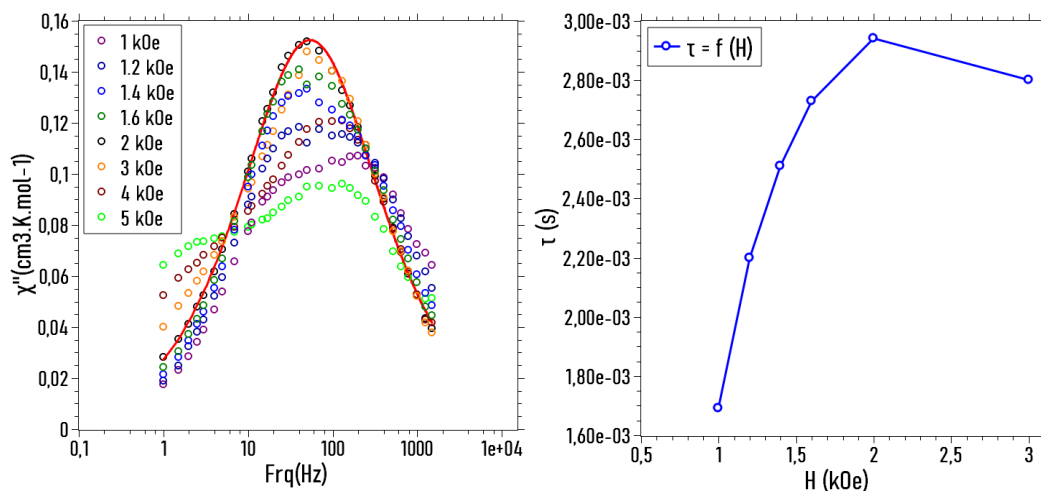 0,16
0,14
0,12
0,1
0,08
0,06
0,04
0,02
0
χ''(cm3.K.mol-1)
1 kOe
1.2 kOe
1.4 kOe
1.6 kOe
2 kOe
3 kOe
4 kOe
5 kOe
0,1 1 10 100 1000 1e+04
Frq(Hz)
3,00e-03
2,80e-03
2,60e-03
2,40e-03
2,20e-03
2,00e-03
1,80e-03
1,60e-03
τ (s)
τ = f (H)
0,5 1 1,5 2 2,5 3
H (kOe)